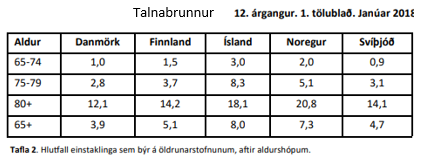 Talnabrunnur 12. árgangur. 1. tölublað. Janúar 2018
Aldur Danmörk Finnland Ísland Noregur Svíþjóð
65-74 1,0 1,5 3,0 2,0 0,9
75-79 2,8 3,7 8,3 5,1 3,1
80+ 12,1 14,2 18,1 20,8 14,1
65+ 3,9 5,1 8,0 7,3 4,7
Tafla 2. Hlutfall einstaklinga sem býr á öldrunarstofnunum, aftir aldurshópum.